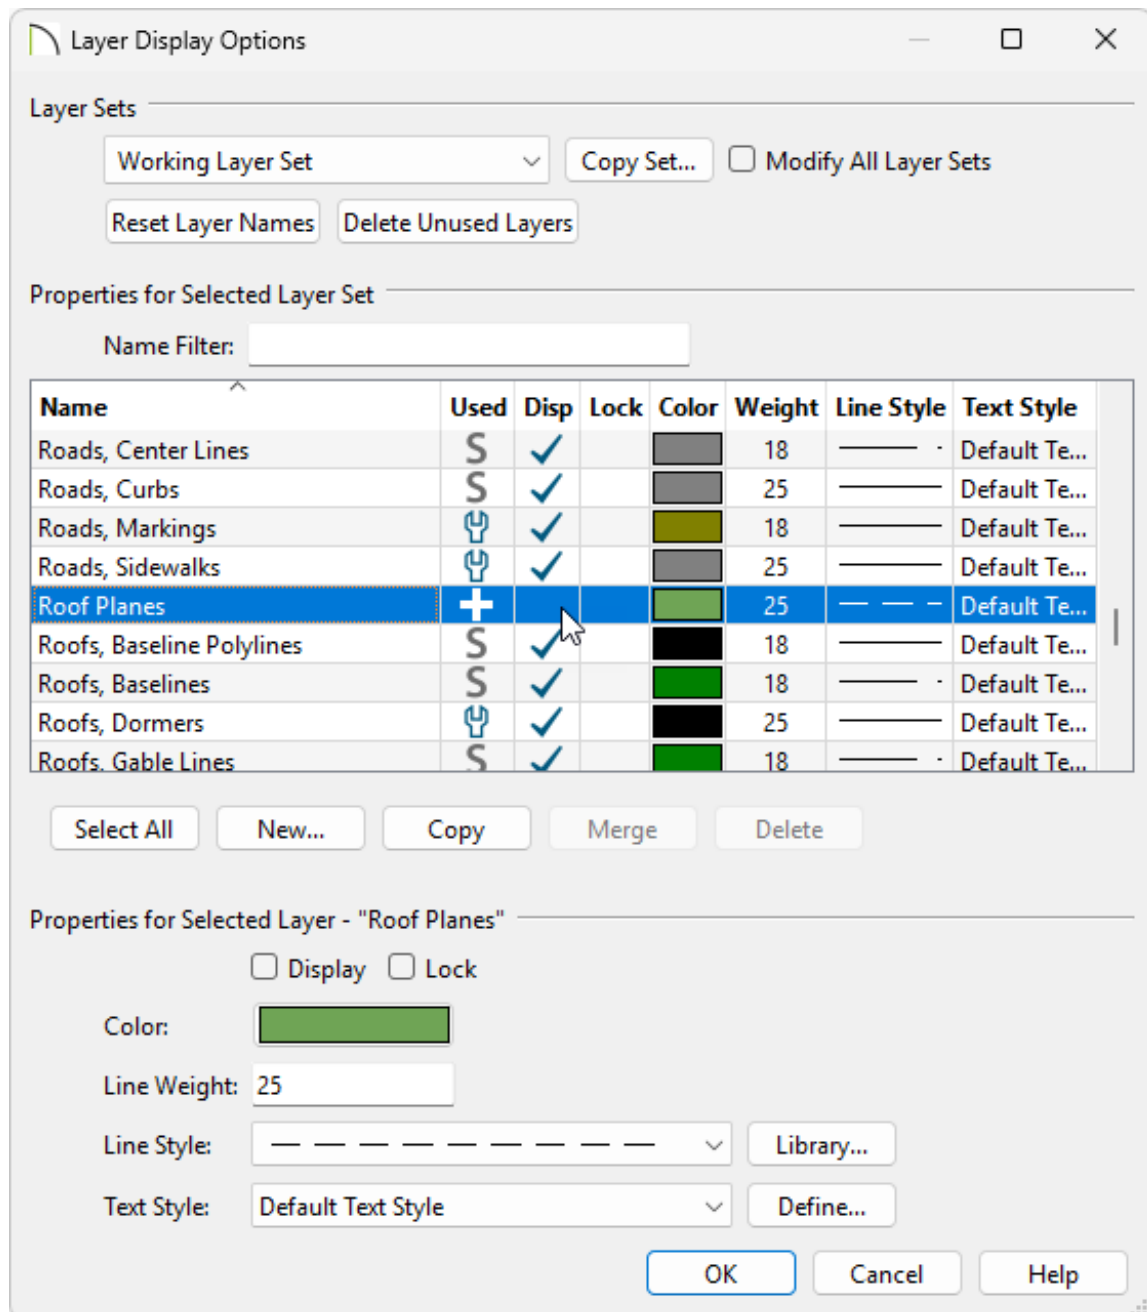 Layer Display Options
Layer Sets
Working Layer Set Copy Set... Modify All Layer Sets
Reset Layer Names Delete Unused Layers
Properties for Selected Layer Set
Name Filter:
Name Used Disp Lock Color Weight Line Style Text Style
Roads, Center Lines S 18 Default Te...
Roads, Curbs S 25 Default Te...
Roads, Markings 18 Default Te...
Roads, Sidewalks 25 Default Te...
Roof Planes 25 Default Te...
Roofs, Baseline Polylines S 18 Default Te...
Roofs, Baselines S 18 Default Te...
Roofs, Dormers 25 Default Te...
Roofs, Gable Lines S 18 Default Te...
Select All New... Copy Merge Delete
Properties for Selected Layer - "Roof Planes"
Display Lock
Color:
Line Weight: 25
Line Style: Library...
Text Style: Default Text Style Define...
OK Cancel Help